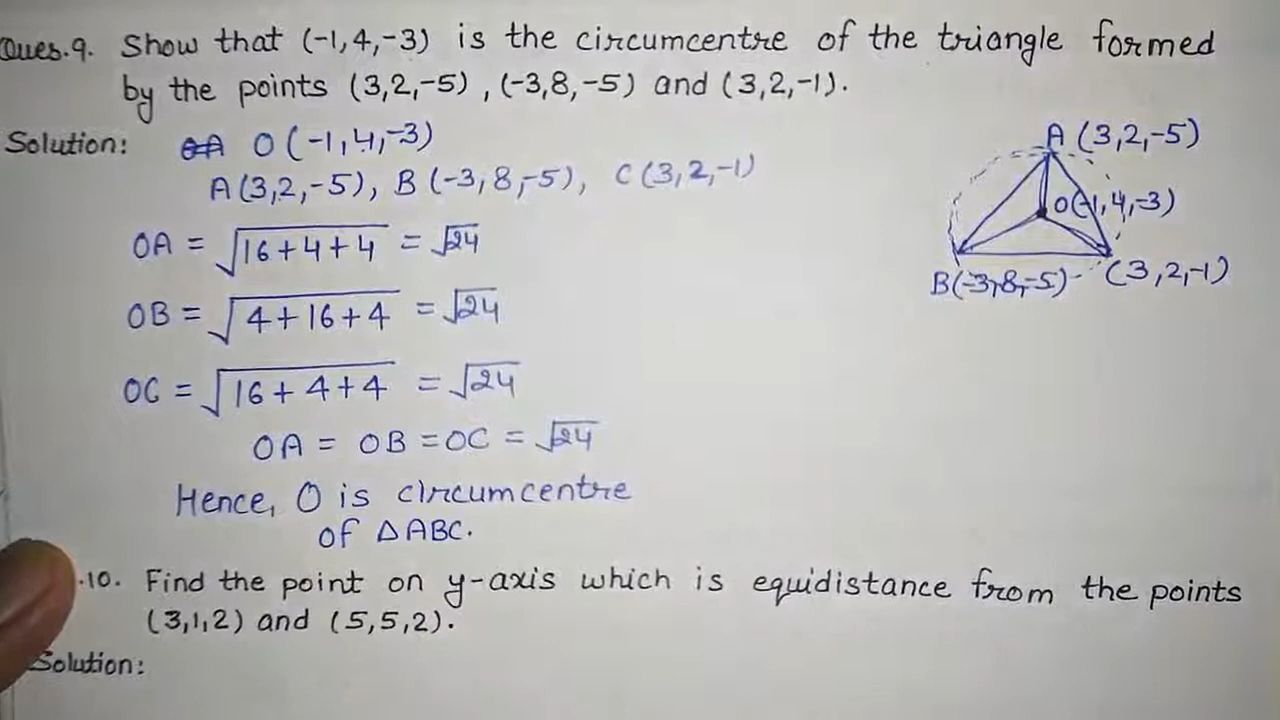 Ques.9. Show that (-1,4,-3) is the circumcentre of the triangle formed
by the points (3,2,-5), (-3,8,-5) and (3,2,-1).
Solution: O(-1,4,-3)
A(3,2,-5), B(-3,8,-5), C(3,2,-1)
A(3,2,-5)
O(-1,4,-3)
B(-3,8,-5) (3,2,-1)
OA = √16+4+4 = √24
OB = √4+16+4 = √24
OC = √16+4+4 = √24
OA = OB = OC = √24
Hence, O is circumcentre
of ΔABC.
.10. Find the point on y-axis which is equidistance from the points
(3,1,2) and (5,5,2).
Solution: